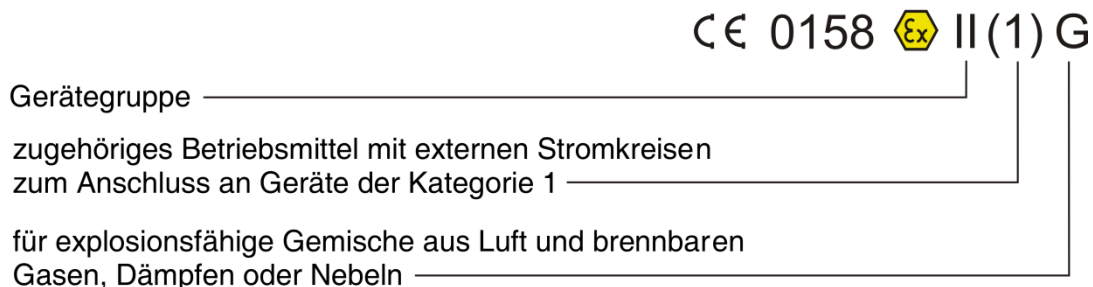 CE 0158 Ex II (1) G
Gerätegruppe
zugehöriges Betriebsmittel mit externen Stromkreisen
zum Anschluss an Geräte der Kategorie 1
für explosionsfähige Gemische aus Luft und brennbaren
Gasen, Dämpfen oder Nebeln